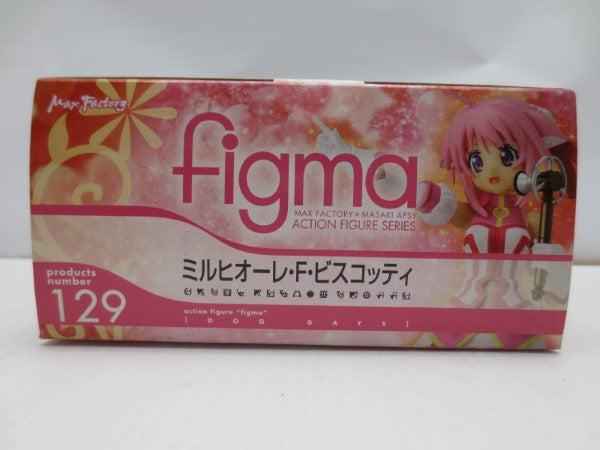 Max Factory
figma
MAX FACTORY×MASAKI APSY
ACTION FIGURE SERIES
ミルヒオーレ・F・ビスコッティ
products
number
129
action figure "figma"
[ DOG DAYS ]